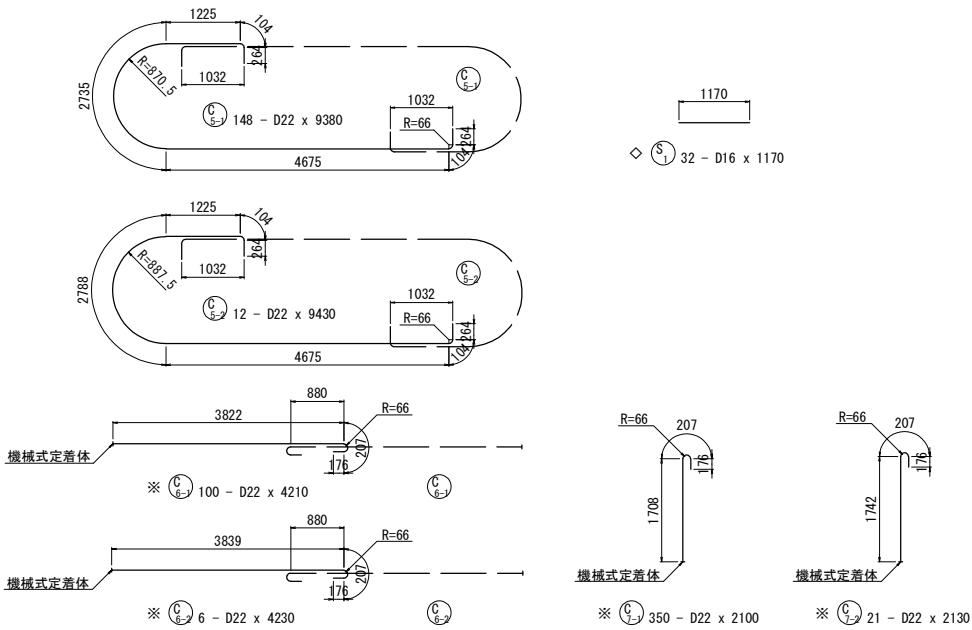 1225
104
264
1032
R=870.5
2735
C 5-1
1032
R=66
264
C 5-1 148 - D22 x 9380
4675
104
1170
◇ S 1 32 - D16 x 1170
1225
104
264
1032
R=887.5
2788
C 5-2
1032
R=66
264
C 5-2 12 - D22 x 9430
4675
104
880
3822
R=66
207
機械式定着体
176
※ C 6-1 100 - D22 x 4210
C 6-1
880
3839
R=66
207
機械式定着体
176
※ C 6-2 6 - D22 x 4230
C 6-2
R=66
207
176
1708
機械式定着体
※ C 7-1 350 - D22 x 2100
R=66
207
176
1742
機械式定着体
※ C 7-2 21 - D22 x 2130